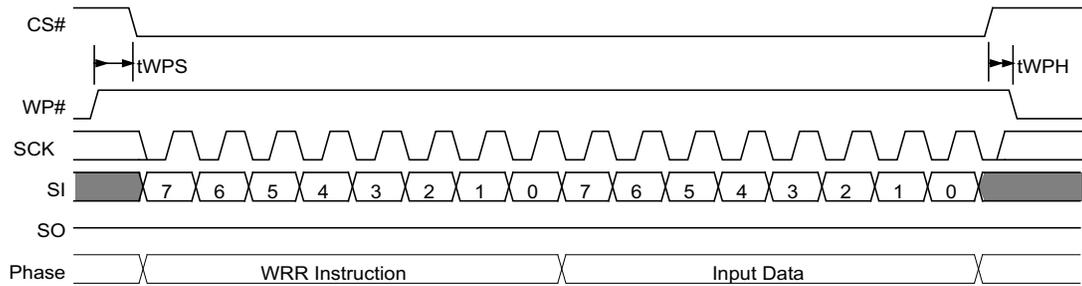 CS#
tWPS
tWPH
WP#
SCK
SI 7 6 5 4 3 2 1 0 7 6 5 4 3 2 1 0
SO
Phase WRR Instruction Input Data